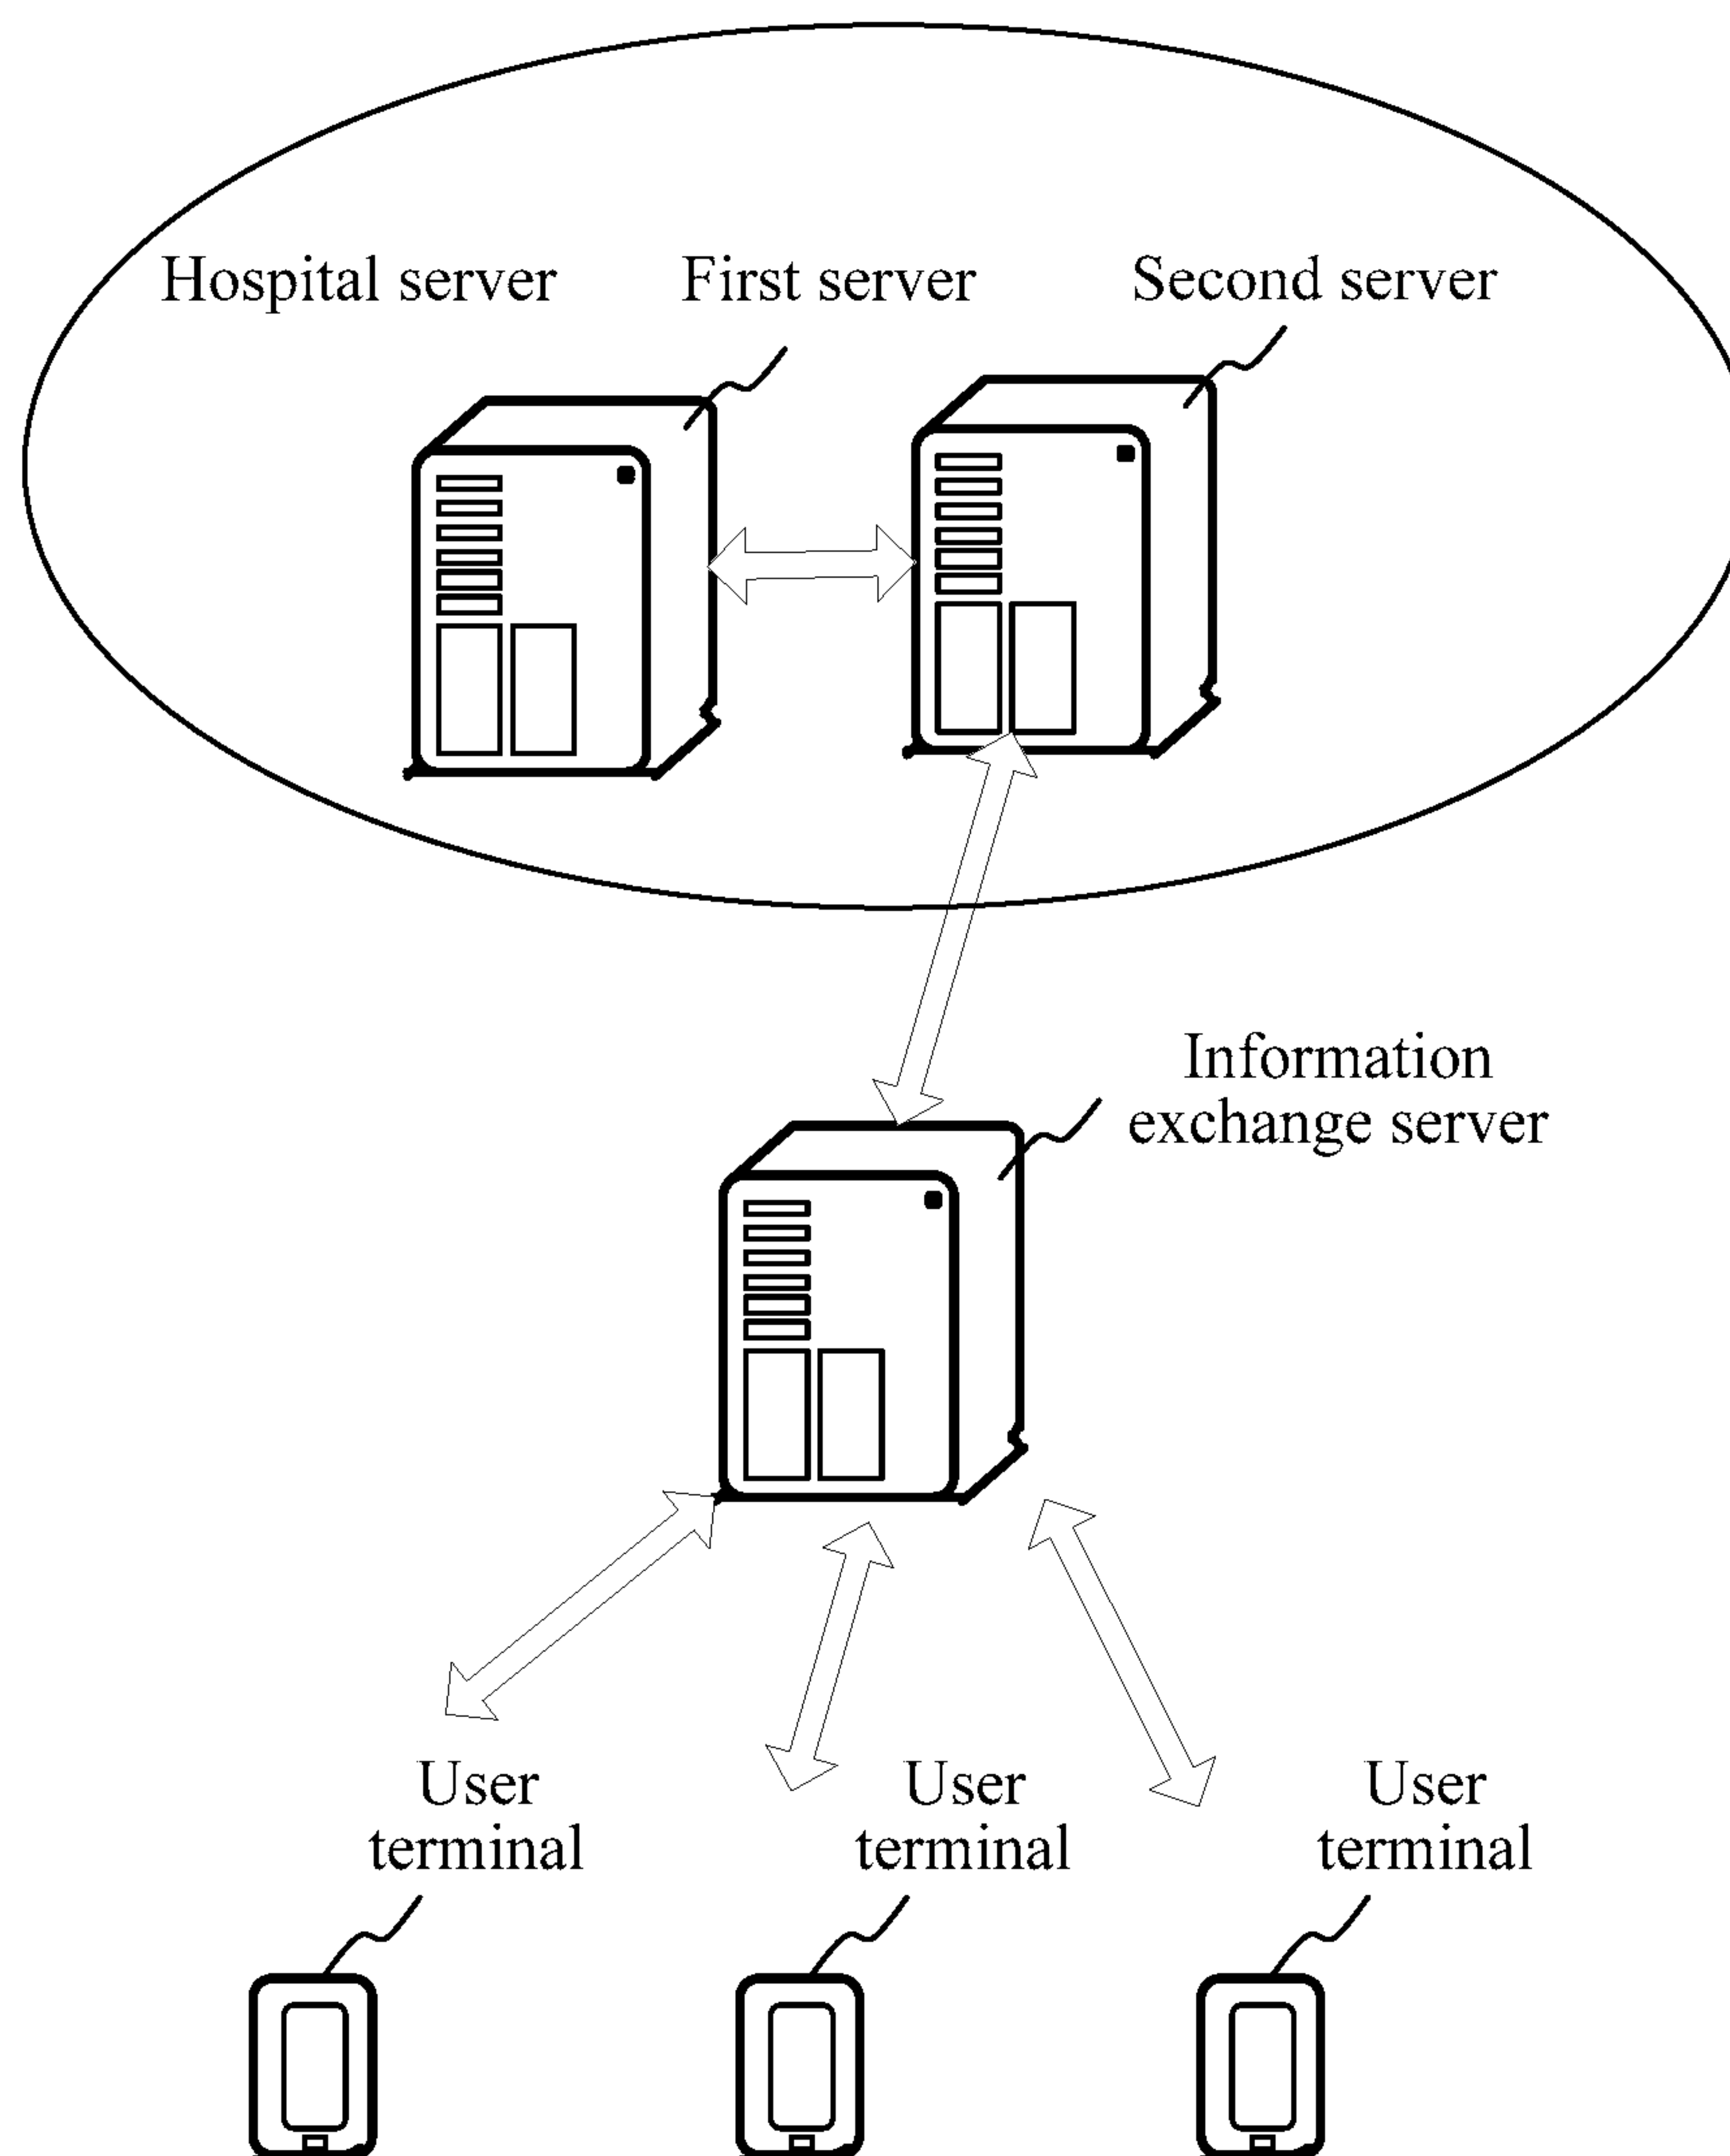 Hospital server
First server
Second server
Information
exchange server
User
terminal
User
terminal
User
terminal